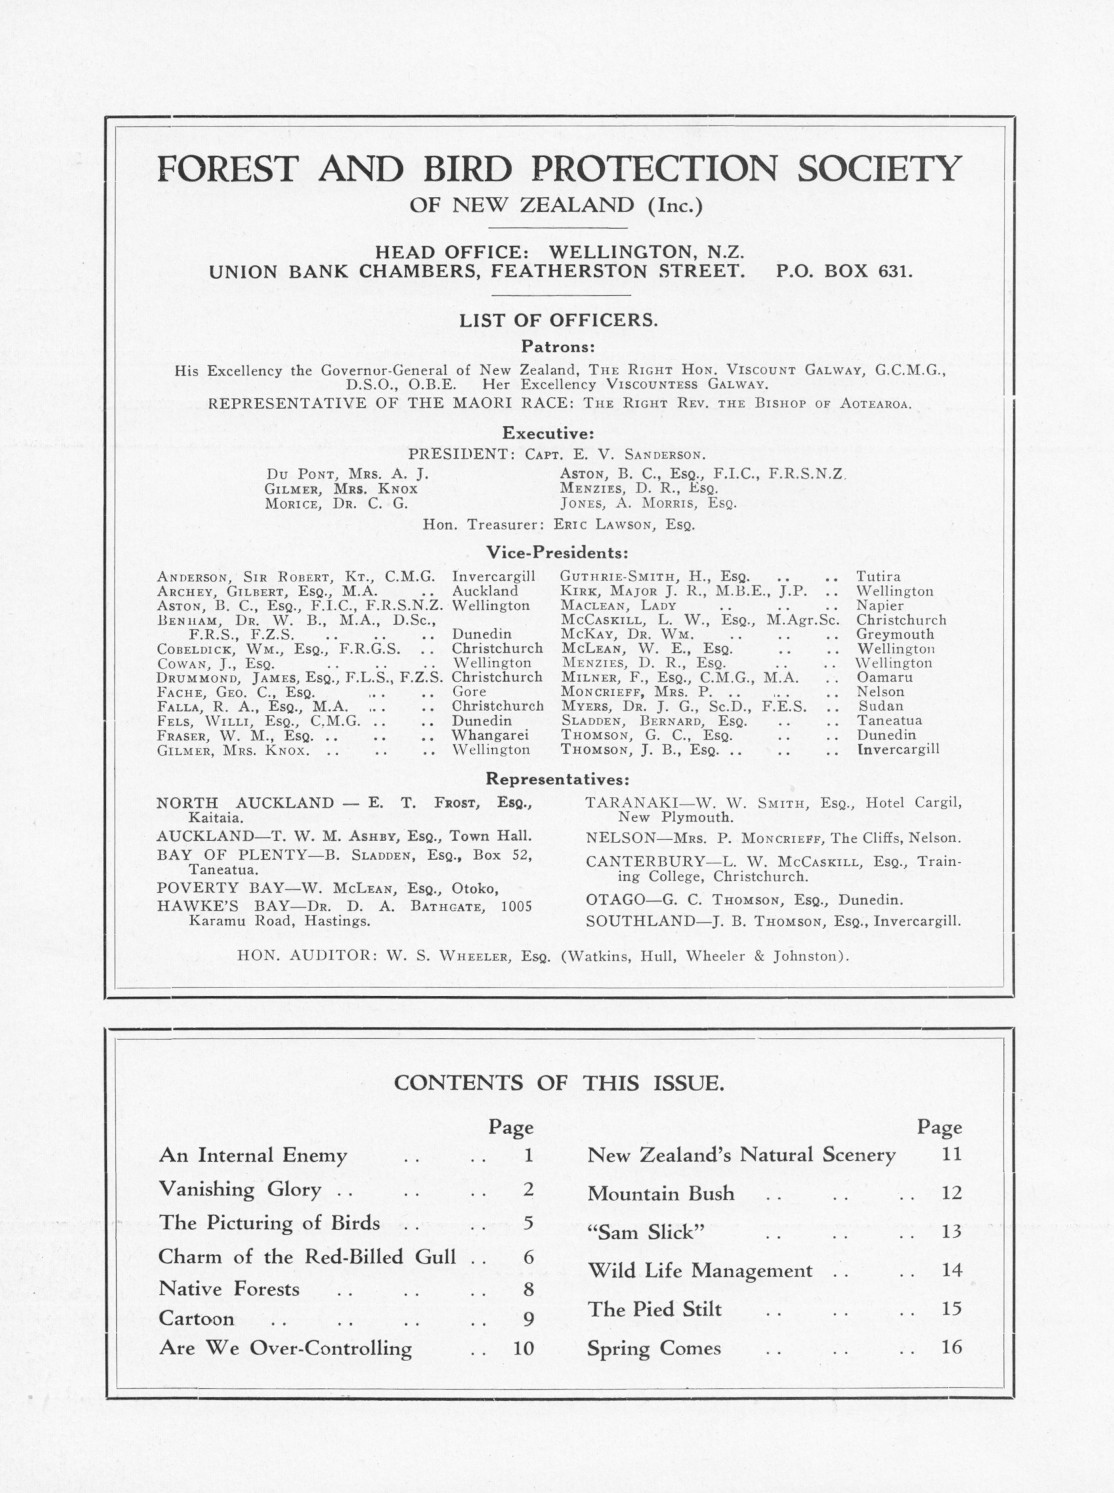 FOREST AND BIRD PROTECTION SOCIETY
OF NEW ZEALAND (Inc.)
HEAD OFFICE: WELLINGTON, N.Z.
UNION BANK CHAMBERS, FEATHERSTON STREET. P.O. BOX 631.
LIST OF OFFICERS.
Patrons:
His Excellency the Governor-General of New Zealand, THE RIGHT HON. VISCOUNT GALWAY, G.C.M.G.,
D.S.O., O.B.E. Her Excellency VISCOUNTESS GALWAY.
REPRESENTATIVE OF THE MAORI RACE: THE RIGHT REV. THE BISHOP OF AOTEAROA.
Executive:
PRESIDENT: CAPT. E. V. SANDERSON.
DU PONT, MRS. A. J.
GILMER, MRS. KNOX
MORICE, DR. C. G.
ASTON, B. C., ESQ., F.I.C., F.R.S.N.Z.
MENZIES, D. R., ESQ.
JONES, A. MORRIS, ESQ.
Hon. Treasurer: ERIC LAWSON, ESQ.
Vice-Presidents:
ANDERSON, SIR ROBERT, KT., C.M.G. Invercargill
ARCHEY, GILBERT, ESQ., M.A. .. Auckland
ASTON, B. C., ESQ., F.I.C., F.R.S.N.Z. Wellington
BENHAM, DR. W. B., M.A., D.Sc.,
F.R.S., F.Z.S. .. .. .. Dunedin
COBELDICK, WM., ESQ., F.R.G.S. .. Christchurch
COWAN, J., ESQ. .. .. .. Wellington
DRUMMOND, JAMES, ESQ., F.L.S., F.Z.S. Christchurch
FACHE, GEO. C., ESQ. .. .. Gore
FALLA, R. A., ESQ., M.A. .. .. Christchurch
FELS, WILLI, ESQ., C.M.G. .. .. Dunedin
FRASER, W. M., ESQ. .. .. .. Whangarei
GILMER, MRS. KNOX. .. .. .. Wellington
GUTHRIE-SMITH, H., ESQ. .. .. Tutira
KIRK, MAJOR J. R., M.B.E., J.P. .. Wellington
MACLEAN, LADY .. .. .. Napier
MCCASKILL, L. W., ESQ., M.Agr.Sc. Christchurch
MCKAY, DR. WM. .. .. .. Greymouth
MCLEAN, W. E., ESQ. .. .. Wellington
MENZIES, D. R., ESQ. .. .. Wellington
MILNER, F., ESQ., C.M.G., M.A. .. Oamaru
MONCRIEFF, MRS. P. .. .. .. Nelson
MYERS, DR. J. G., Sc.D., F.E.S. .. Sudan
SLADDEN, BERNARD, ESQ. .. .. Taneatua
THOMSON, G. C., ESQ. .. .. Dunedin
THOMSON, J. B., ESQ. .. .. .. Invercargill
Representatives:
NORTH AUCKLAND — E. T. FROST, ESQ.,
Kaitaia.
AUCKLAND—T. W. M. ASHBY, ESQ., Town Hall.
BAY OF PLENTY—B. SLADDEN, ESQ., Box 52,
Taneatua.
POVERTY BAY—W. MCLEAN, ESQ., Otoko,
HAWKE'S BAY—DR. D. A. BATHGATE, 1005
Karamu Road, Hastings.
TARANAKI—W. W. SMITH, ESQ., Hotel Cargil,
New Plymouth.
NELSON—MRS. P. MONCRIEFF, The Cliffs, Nelson.
CANTERBURY—L. W. MCCASKILL, ESQ., Train-
ing College, Christchurch.
OTAGO—G. C. THOMSON, ESQ., Dunedin.
SOUTHLAND—J. B. THOMSON, ESQ., Invercargill.
HON. AUDITOR: W. S. WHEELER, ESQ. (Watkins, Hull, Wheeler & Johnston).
CONTENTS OF THIS ISSUE.
Page
An Internal Enemy .. .. 1
Vanishing Glory .. .. .. 2
The Picturing of Birds .. .. 5
Charm of the Red-Billed Gull .. 6
Native Forests .. .. .. 8
Cartoon .. .. .. .. 9
Are We Over-Controlling .. 10
Page
New Zealand's Natural Scenery 11
Mountain Bush .. .. .. 12
"Sam Slick" .. .. .. 13
Wild Life Management .. .. 14
The Pied Stilt .. .. .. 15
Spring Comes .. .. .. 16